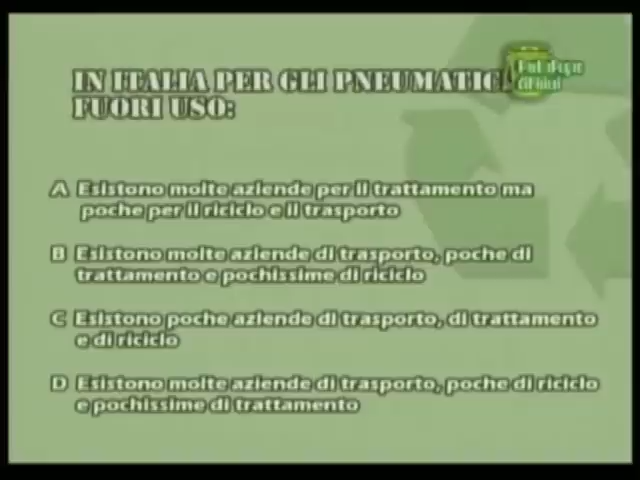 IN ITALIA PER GLI PNEUMATICI
FUORI USO:
A Esistono molte aziende per il trattamento ma
poche per il riciclo e il trasporto
B Esistono molte aziende di trasporto, poche di
trattamento e pochissime di riciclo
C Esistono poche aziende di trasporto, di trattamento
e di riciclo
D Esistono molte aziende di trasporto, poche di riciclo
e pochissime di trattamento